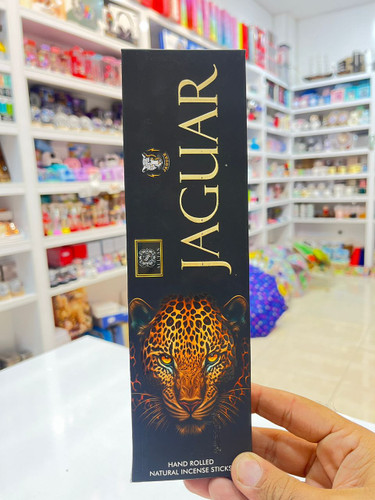 JAGUAR
HAND ROLLED
NATURAL INCENSE STICKS